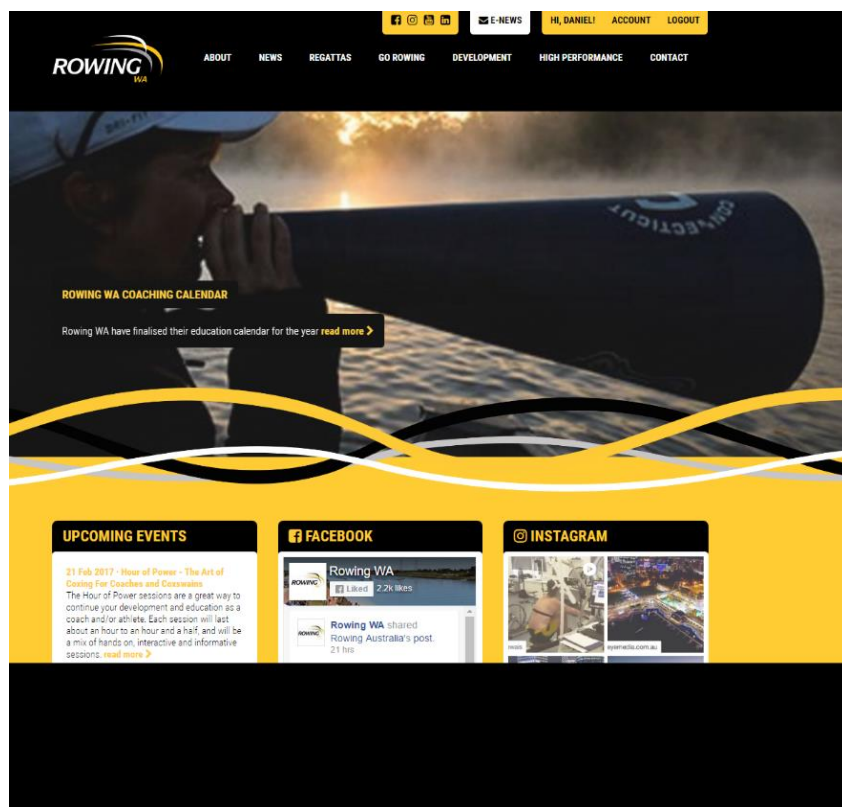 E-NEWS
HI, DANIEL! ACCOUNT LOGOUT
ROWING
WA
ABOUT NEWS REGATTAS GO ROWING DEVELOPMENT HIGH PERFORMANCE CONTACT
DRI-FIT
CONNECTICUT
ROWING WA COACHING CALENDAR
Rowing WA have finalised their education calendar for the year read more
UPCOMING EVENTS
21 Feb 2017 - Hour of Power - The Art of
Coxing For Coaches and Coxswains
The Hour of Power sessions are a great way to
continue your development and education as a
coach and/or athlete. Each session will last
about an hour to an hour and a half, and will be
a mix of hands on, interactive and informative
sessions. read more
FACEBOOK
Rowing WA
Liked 2.2k likes
ROWING
ROWING
Rowing WA shared
Rowing Australia's post.
21 hrs
INSTAGRAM
eyemedia.com.au